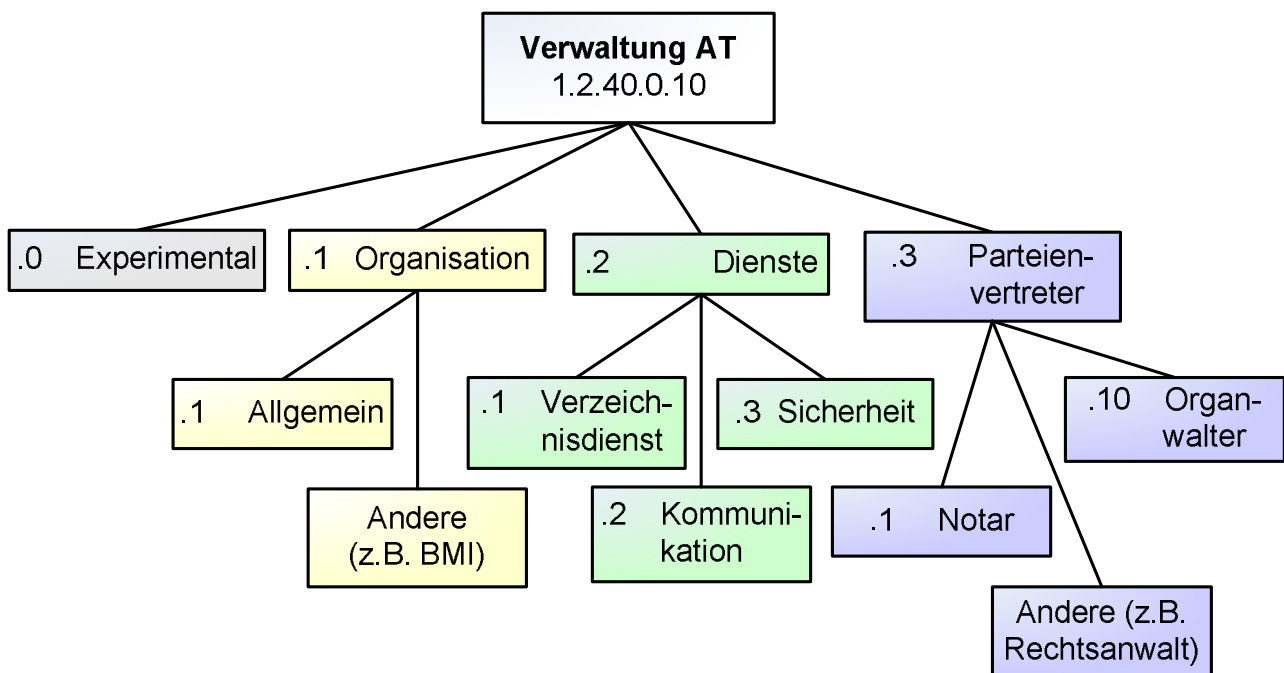 Verwaltung AT
1.2.40.0.10
.0 Experimental
.1 Organisation
.2 Dienste
.3 Parteien-
vertreter
.1 Allgemein
Andere
(z.B. BMI)
.1 Verzeich-
nisdienst
.2 Kommuni-
kation
.3 Sicherheit
.1 Notar
Andere (z.B.
Rechtsanwalt)
.10 Organ-
walter